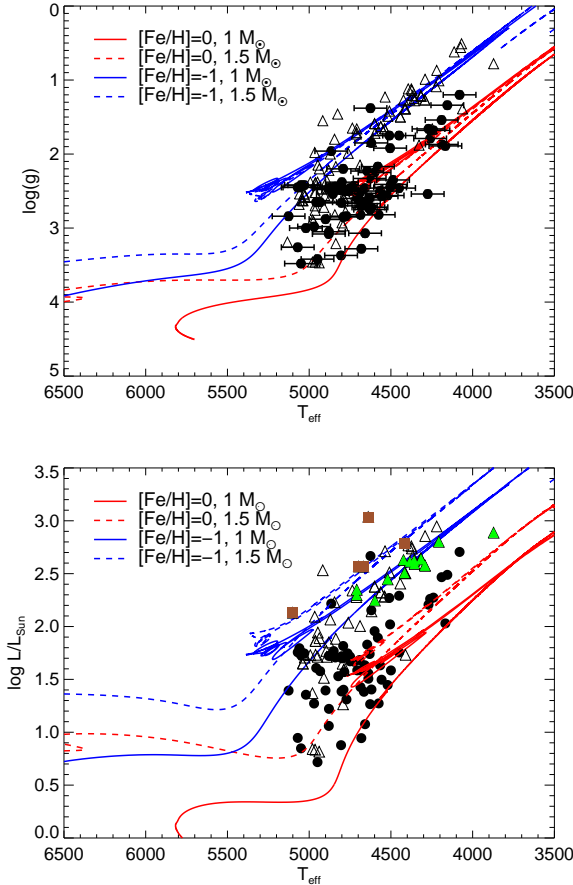 [Fe/H]=0, 1 M⊙
[Fe/H]=0, 1.5 M⊙
[Fe/H]=-1, 1 M⊙
[Fe/H]=-1, 1.5 M⊙
log(g)
0
1
2
3
4
5
6500 6000 5500 5000 4500 4000 3500
Teff
[Fe/H]=0, 1 M⊙
[Fe/H]=0, 1.5 M⊙
[Fe/H]=−1, 1 M⊙
[Fe/H]=−1, 1.5 M⊙
log L/LSun
3.5
3.0
2.5
2.0
1.5
1.0
0.5
0.0
6500 6000 5500 5000 4500 4000 3500
Teff